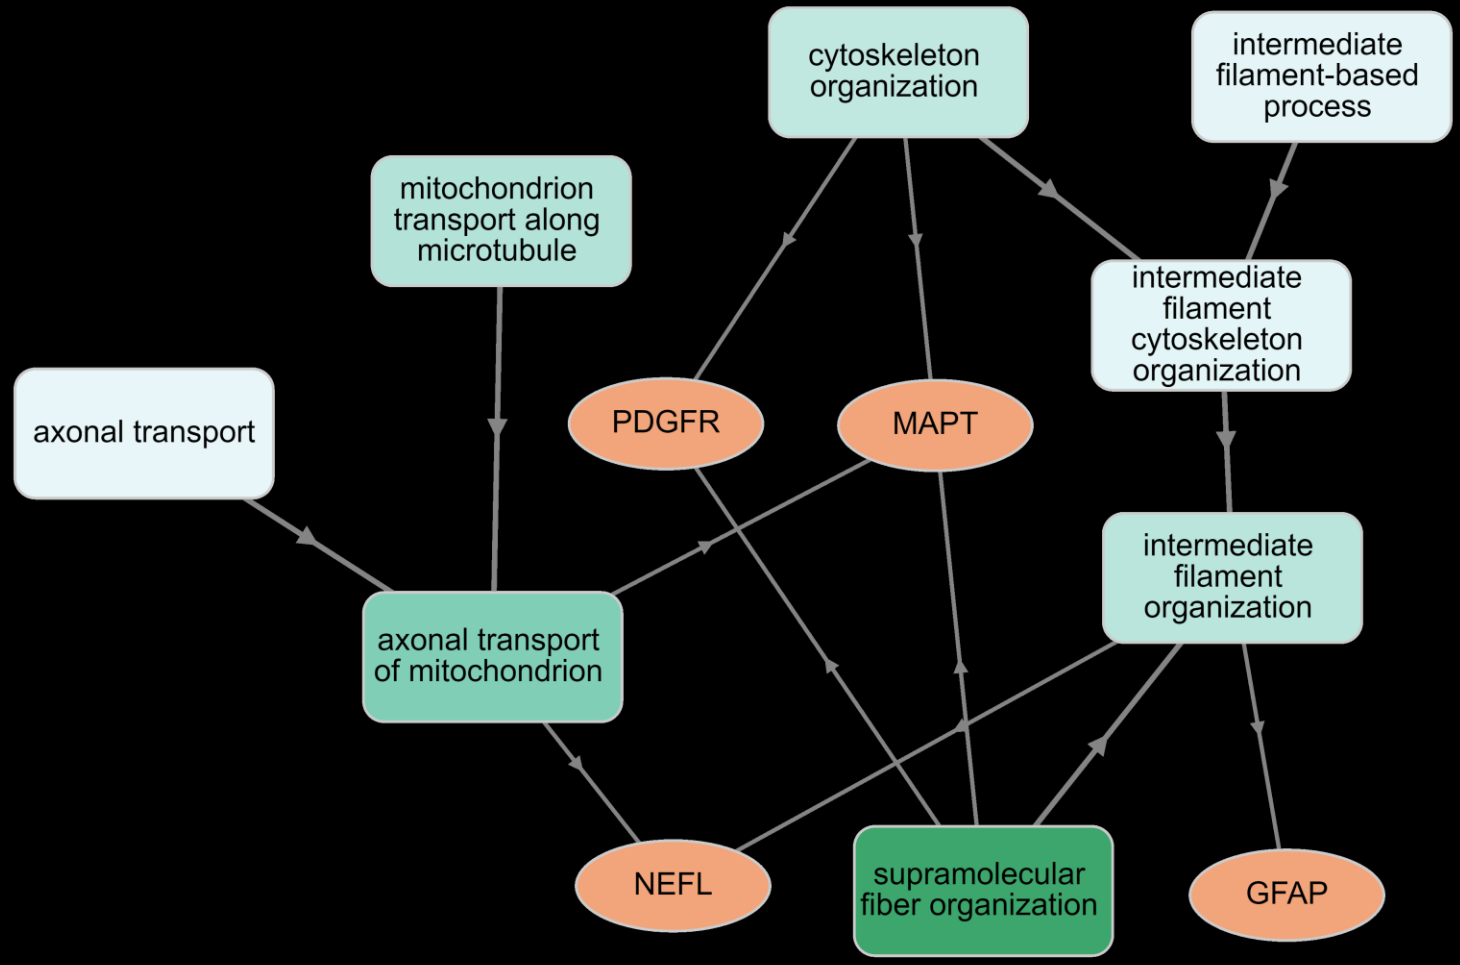 cytoskeleton
organization
intermediate
filament-based
process
mitochondrion
transport along
microtubule
intermediate
filament
cytoskeleton
organization
axonal transport
PDGFR
MAPT
intermediate
filament
organization
axonal transport
of mitochondrion
NEFL
supramolecular
fiber organization
GFAP